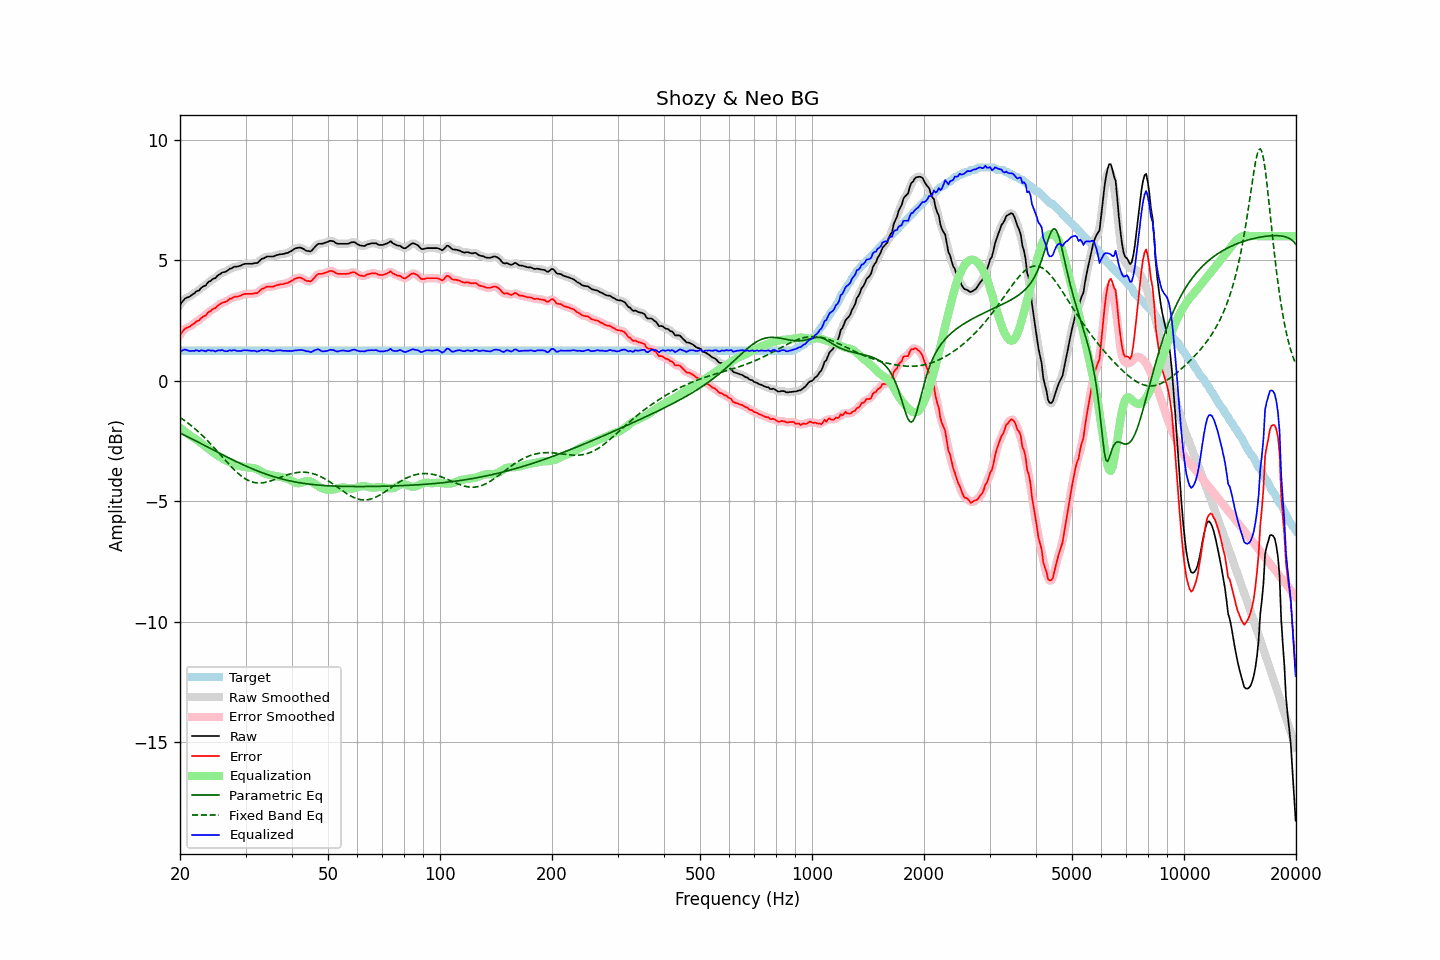 Shozy & Neo BG
Amplitude (dBr)
10
5
0
−5
−10
−15
Target
Raw Smoothed
Error Smoothed
Raw
Error
Equalization
Parametric Eq
Fixed Band Eq
Equalized
20 50 100 200 500 1000 2000 5000 10000 20000
Frequency (Hz)